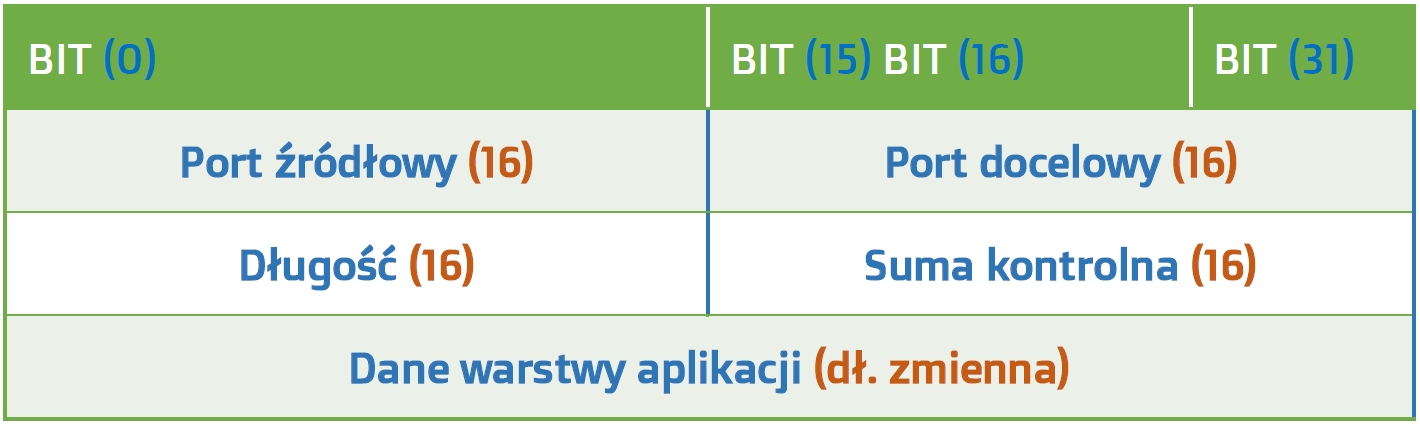 BIT (0) BIT (15) BIT (16) BIT (31)
Port źródłowy (16) Port docelowy (16)
Długość (16) Suma kontrolna (16)
Dane warstwy aplikacji (dł. zmienna)